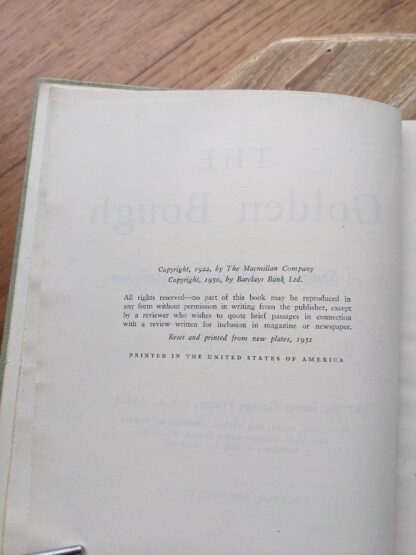 THE
Golden Bough
Copyright, 1922, by The Macmillan Company
Copyright, 1950, by Barclays Bank Ltd.
All rights reserved—no part of this book may be reproduced in
any form without permission in writing from the publisher, except
by a reviewer who wishes to quote brief passages in connection
with a review written for inclusion in magazine or newspaper.
Reset and printed from new plates, 1951
PRINTED IN THE UNITED STATES OF AMERICA